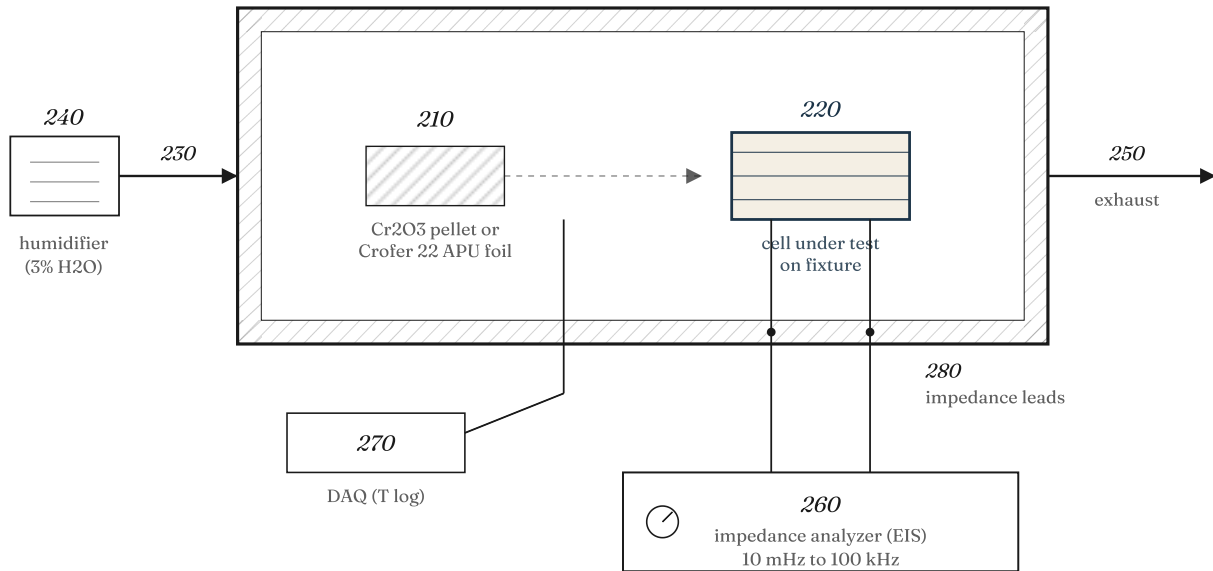 240
humidifier
(3% H2O)
230
210
Cr2O3 pellet or
Crofer 22 APU foil
220
cell under test
on fixture
250
exhaust
280
impedance leads
270
DAQ (T log)
260
impedance analyzer (EIS)
10 mHz to 100 kHz